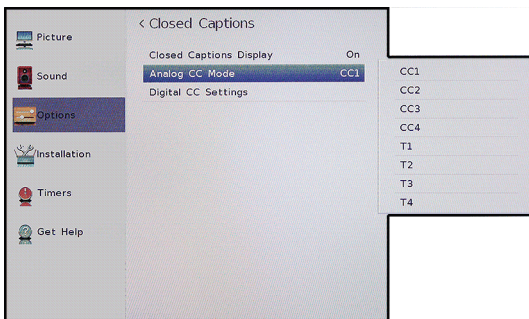 Picture
Sound
Options
Installation
Timers
Get Help
< Closed Captions
Closed Captions Display On
Analog CC Mode CC1
Digital CC Settings
CC1
CC2
CC3
CC4
T1
T2
T3
T4